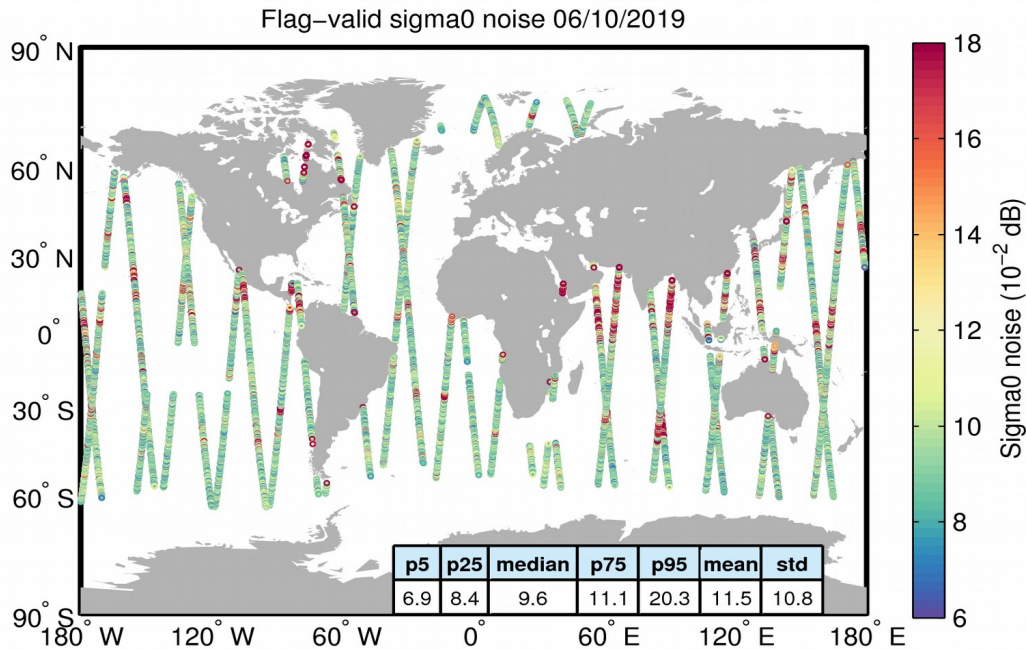 Flag-valid sigma0 noise 06/10/2019
90° N
60° N
30° N
0°
30° S
60° S
90° S
180° W
120° W
60° W
0°
60° E
120° E
180° E
p5 p25 median p75 p95 mean std
6.9 8.4 9.6 11.1 20.3 11.5 10.8
18
16
14
12
10
8
6
Sigma0 noise (10⁻² dB)